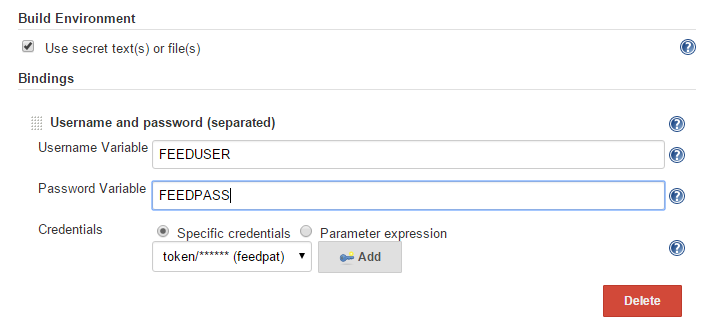 Build Environment
Use secret text(s) or file(s)
Bindings
Username and password (separated)
Username Variable FEEDUSER
Password Variable FEEDPASS
Credentials Specific credentials Parameter expression
token/****** (feedpat) Add
Delete